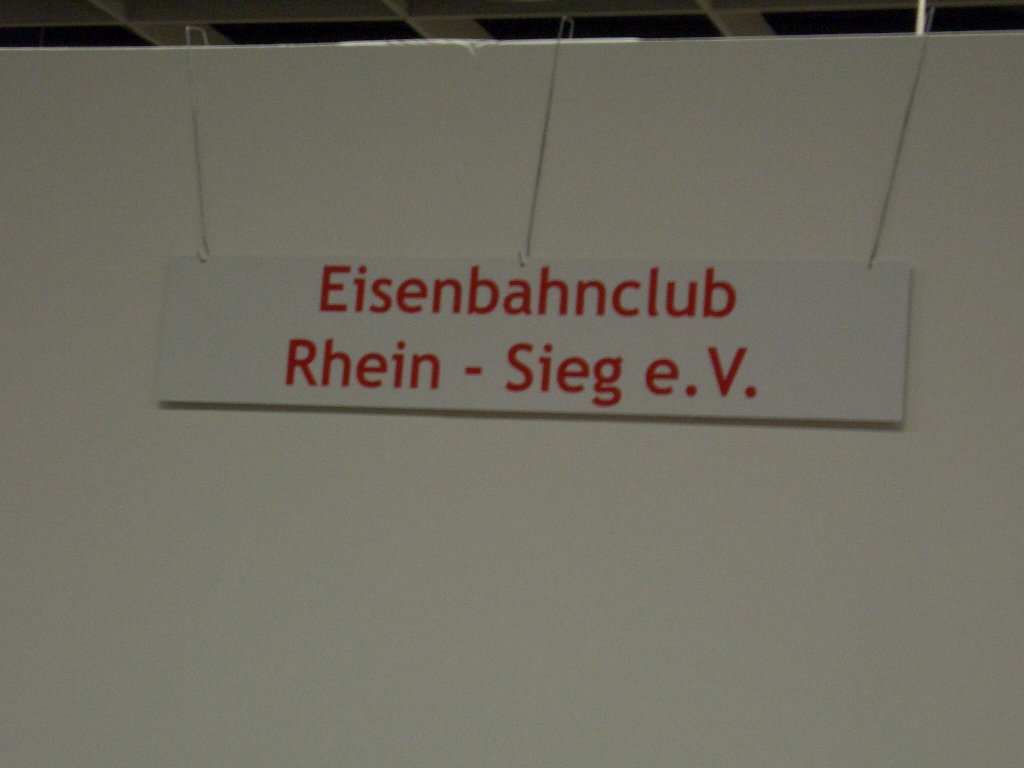 Eisenbahnclub
Rhein - Sieg e.V.